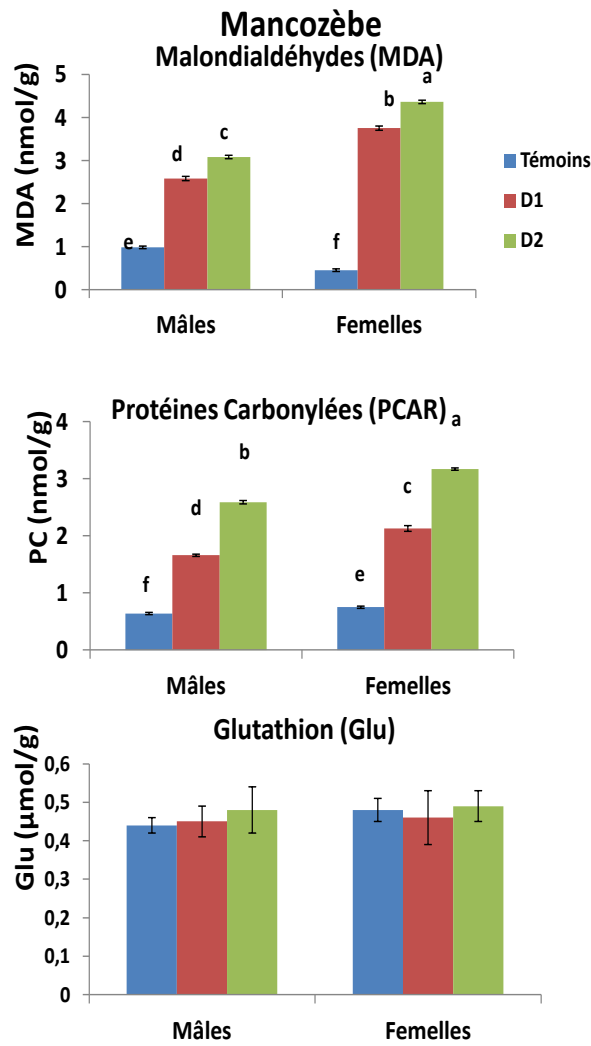 Mancozèbe
Malondialdéhydes (MDA)
MDA (nmol/g)
5
4
3
2
1
0
e
d
c
f
b
a
Mâles
Femelles
Témoins
D1
D2
Protéines Carbonylées (PCAR)
PC (nmol/g)
4
3
2
1
0
f
d
b
e
c
a
Mâles
Femelles
Glutathion (Glu)
Glu (µmol/g)
0,6
0,5
0,4
0,3
0,2
0,1
0
Mâles
Femelles